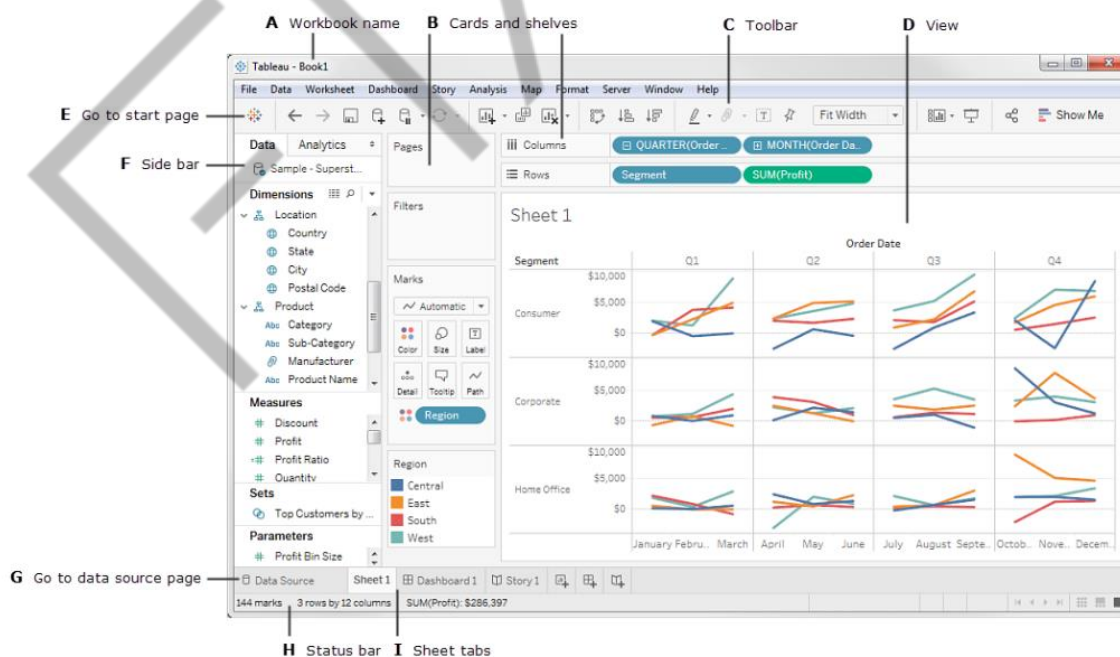 A Workbook name
B Cards and shelves
C Toolbar
D View
Tableau - Book1
File Data Worksheet Dashboard Story Analysis Map Format Server Window Help
E Go to start page
Fit Width
Show Me
Data Analytics
Pages
Columns
QUARTER(Order ..
MONTH(Order Da..
F Side bar
Sample - Superst...
Rows
Segment
SUM(Profit)
Dimensions
Filters
Location
Country
State
City
Postal Code
Product
Abc Category
Abc Sub-Category
Manufacturer
Abc Product Name
Marks
Automatic
Color Size Label
Detail Tooltip Path
Region
Measures
# Discount
# Profit
=# Profit Ratio
# Quantity
Sets
Top Customers by ...
Parameters
# Profit Bin Size
Region
Central
East
South
West
Sheet 1
Order Date
Segment Q1 Q2 Q3 Q4
$10,000
$5,000
Consumer
$0
$10,000
$5,000
Corporate
$0
$10,000
$5,000
Home Office
$0
January Febru.. March April May June July August Septe.. Octob.. Nove.. Decem..
G Go to data source page
Data Source Sheet 1 Dashboard 1 Story 1
144 marks 3 rows by 12 columns SUM(Profit): $286,397
H Status bar I Sheet tabs